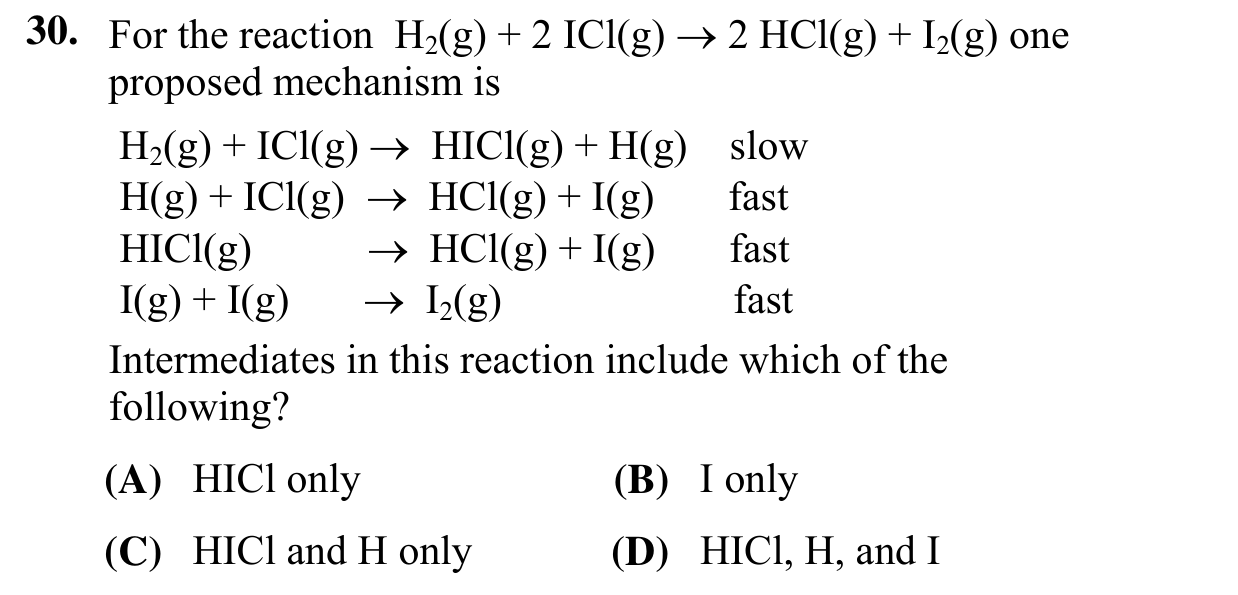 30. For the reaction H₂(g) + 2 ICl(g) → 2 HCl(g) + I₂(g) one
proposed mechanism is
H₂(g) + ICl(g) → HICl(g) + H(g) slow
H(g) + ICl(g) → HCl(g) + I(g) fast
HICl(g) → HCl(g) + I(g) fast
I(g) + I(g) → I₂(g) fast
Intermediates in this reaction include which of the
following?
(A) HICl only (B) I only
(C) HICl and H only (D) HICl, H, and I